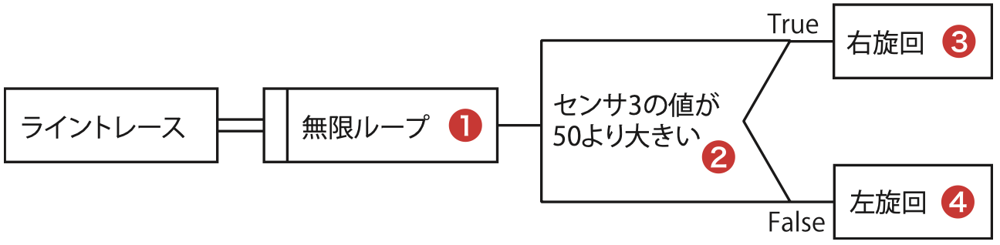 ライントレース
無限ループ ❶
センサ3の値が
50より大きい
❷
True
右旋回 ❸
False
左旋回 ❹